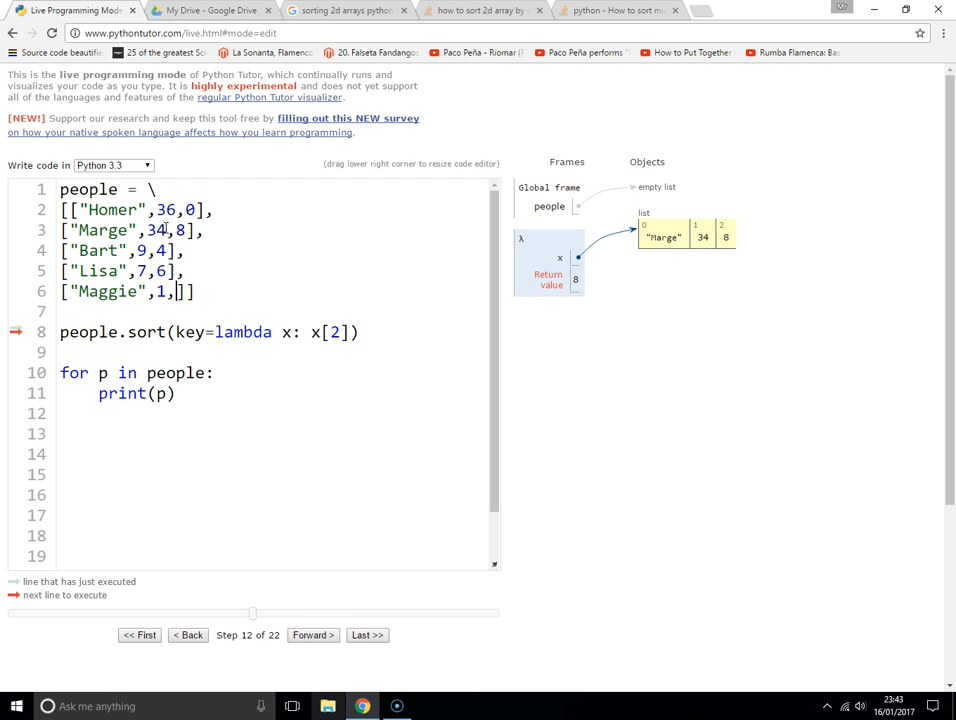 Live Programming Mode
My Drive - Google Drive
sorting 2d arrays python
how to sort 2d array by
python - How to sort mu
Mr
www.pythontutor.com/live.html#mode=edit
Source code beautifie
25 of the greatest Sci
La Sonanta, Flamenco
20. Falseta Fandangos
Paco Peña - Riomar (H
Paco Peña performs "
How to Put Together
Rumba Flamenca: Bas
This is the live programming mode of Python Tutor, which continually runs and
visualizes your code as you type. It is highly experimental and does not yet support
all of the languages and features of the regular Python Tutor visualizer.
[NEW!] Support our research and keep this tool free by filling out this NEW survey
on how your native spoken language affects how you learn programming.
Write code in Python 3.3
(drag lower right corner to resize code editor)
Frames
Objects
1 people = \
2 [["Homer",36,0],
3 ["Marge",34,8],
4 ["Bart",9,4],
5 ["Lisa",7,6],
6 ["Maggie",1,]]
7
8 people.sort(key=lambda x: x[2])
9
10 for p in people:
11 print(p)
12
13
14
15
16
17
18
19
Global frame
people
empty list
list
0 1 2
"Marge" 34 8
λ
x
Return
value
8
line that has just executed
next line to execute
<< First
< Back
Step 12 of 22
Forward >
Last >>
Ask me anything
23:43
16/01/2017